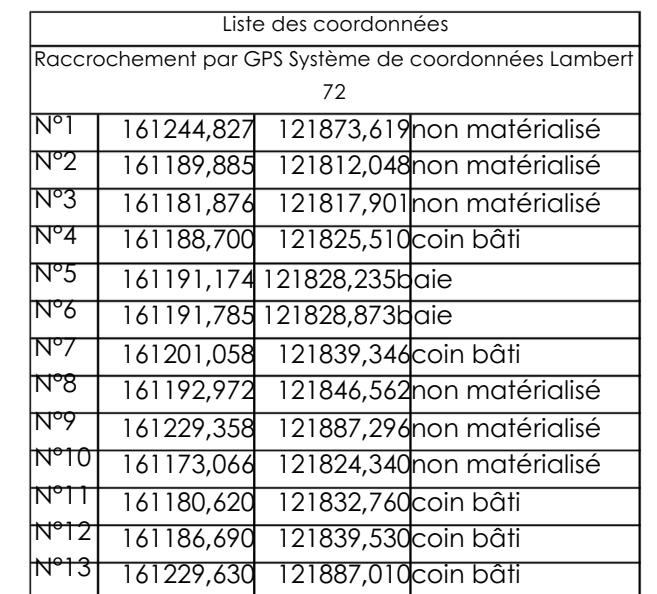 Liste des coordonnées
Raccrochement par GPS Système de coordonnées Lambert
72
N°1 161244,827 121873,619 non matérialisé
N°2 161189,885 121812,048 non matérialisé
N°3 161181,876 121817,901 non matérialisé
N°4 161188,700 121825,510 coin bâti
N°5 161191,174 121828,235 baie
N°6 161191,785 121828,873 baie
N°7 161201,058 121839,346 coin bâti
N°8 161192,972 121846,562 non matérialisé
N°9 161229,358 121887,296 non matérialisé
N°10 161173,066 121824,340 non matérialisé
N°11 161180,620 121832,760 coin bâti
N°12 161186,690 121839,530 coin bâti
N°13 161229,630 121887,010 coin bâti